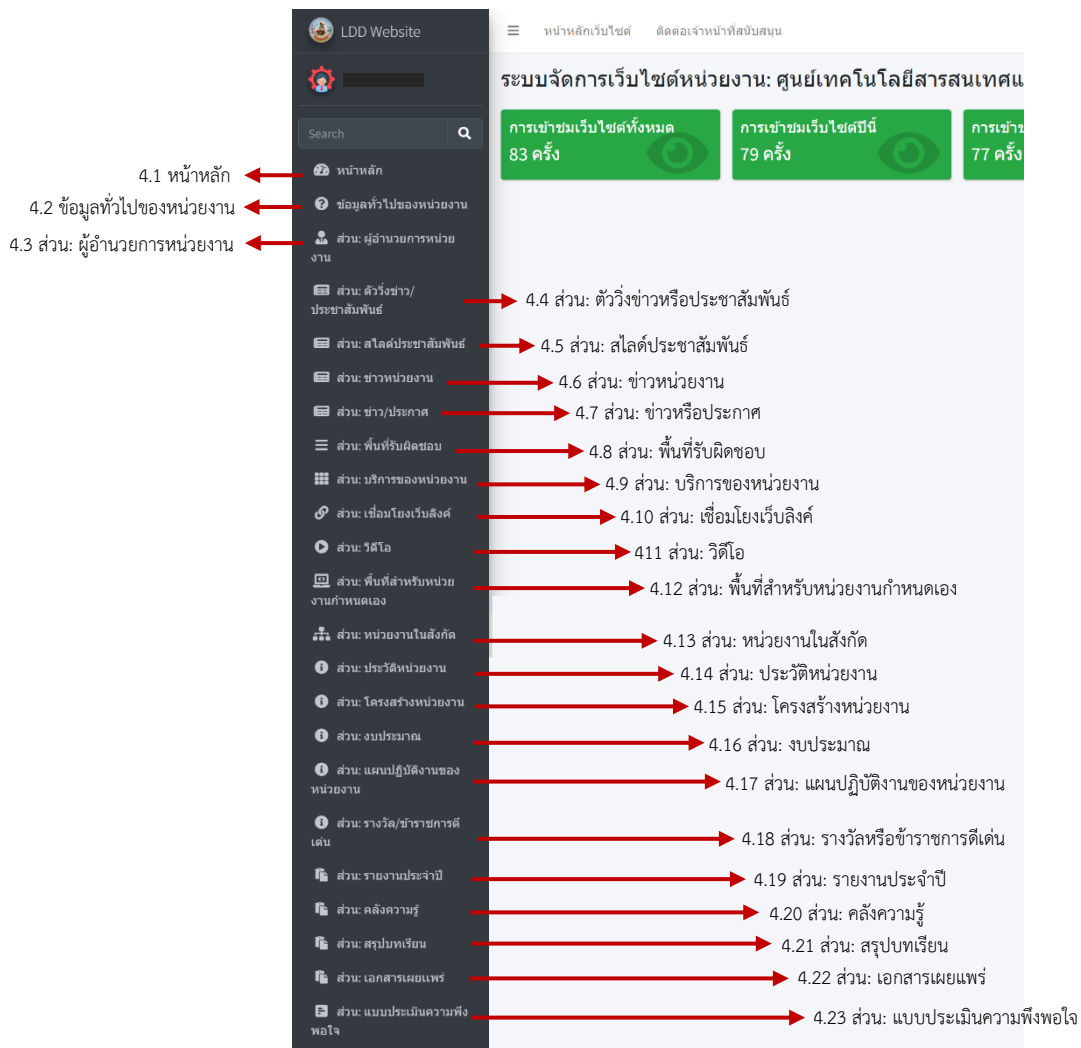 LDD Website
หน้าหลักเว็บไซต์ ติดต่อเจ้าหน้าที่สนับสนุน
ระบบจัดการเว็บไซต์หน่วยงาน: ศูนย์เทคโนโลยีสารสนเทศแ
Search
การเข้าชมเว็บไซต์ทั้งหมด
83 ครั้ง
การเข้าชมเว็บไซต์ปีนี้
79 ครั้ง
การเข้าช
77 ครั้ง
4.1 หน้าหลัก
หน้าหลัก
4.2 ข้อมูลทั่วไปของหน่วยงาน
ข้อมูลทั่วไปของหน่วยงาน
4.3 ส่วน: ผู้อำนวยการหน่วยงาน
ส่วน: ผู้อำนวยการหน่วย
งาน
ส่วน: ตัววิ่งข่าว/
ประชาสัมพันธ์
4.4 ส่วน: ตัววิ่งข่าวหรือประชาสัมพันธ์
ส่วน: สไลด์ประชาสัมพันธ์
4.5 ส่วน: สไลด์ประชาสัมพันธ์
ส่วน: ข่าวหน่วยงาน
4.6 ส่วน: ข่าวหน่วยงาน
ส่วน: ข่าว/ประกาศ
4.7 ส่วน: ข่าวหรือประกาศ
ส่วน: พื้นที่รับผิดชอบ
4.8 ส่วน: พื้นที่รับผิดชอบ
ส่วน: บริการของหน่วยงาน
4.9 ส่วน: บริการของหน่วยงาน
ส่วน: เชื่อมโยงเว็บลิงค์
4.10 ส่วน: เชื่อมโยงเว็บลิงค์
ส่วน: วิดีโอ
411 ส่วน: วิดีโอ
ส่วน: พื้นที่สำหรับหน่วย
งานกำหนดเอง
4.12 ส่วน: พื้นที่สำหรับหน่วยงานกำหนดเอง
ส่วน: หน่วยงานในสังกัด
4.13 ส่วน: หน่วยงานในสังกัด
ส่วน: ประวัติหน่วยงาน
4.14 ส่วน: ประวัติหน่วยงาน
ส่วน: โครงสร้างหน่วยงาน
4.15 ส่วน: โครงสร้างหน่วยงาน
ส่วน: งบประมาณ
4.16 ส่วน: งบประมาณ
ส่วน: แผนปฏิบัติงานของ
หน่วยงาน
4.17 ส่วน: แผนปฏิบัติงานของหน่วยงาน
ส่วน: รางวัล/ข้าราชการดี
เด่น
4.18 ส่วน: รางวัลหรือข้าราชการดีเด่น
ส่วน: รายงานประจำปี
4.19 ส่วน: รายงานประจำปี
ส่วน: คลังความรู้
4.20 ส่วน: คลังความรู้
ส่วน: สรุปบทเรียน
4.21 ส่วน: สรุปบทเรียน
ส่วน: เอกสารเผยแพร่
4.22 ส่วน: เอกสารเผยแพร่
ส่วน: แบบประเมินความพึง
พอใจ
4.23 ส่วน: แบบประเมินความพึงพอใจ